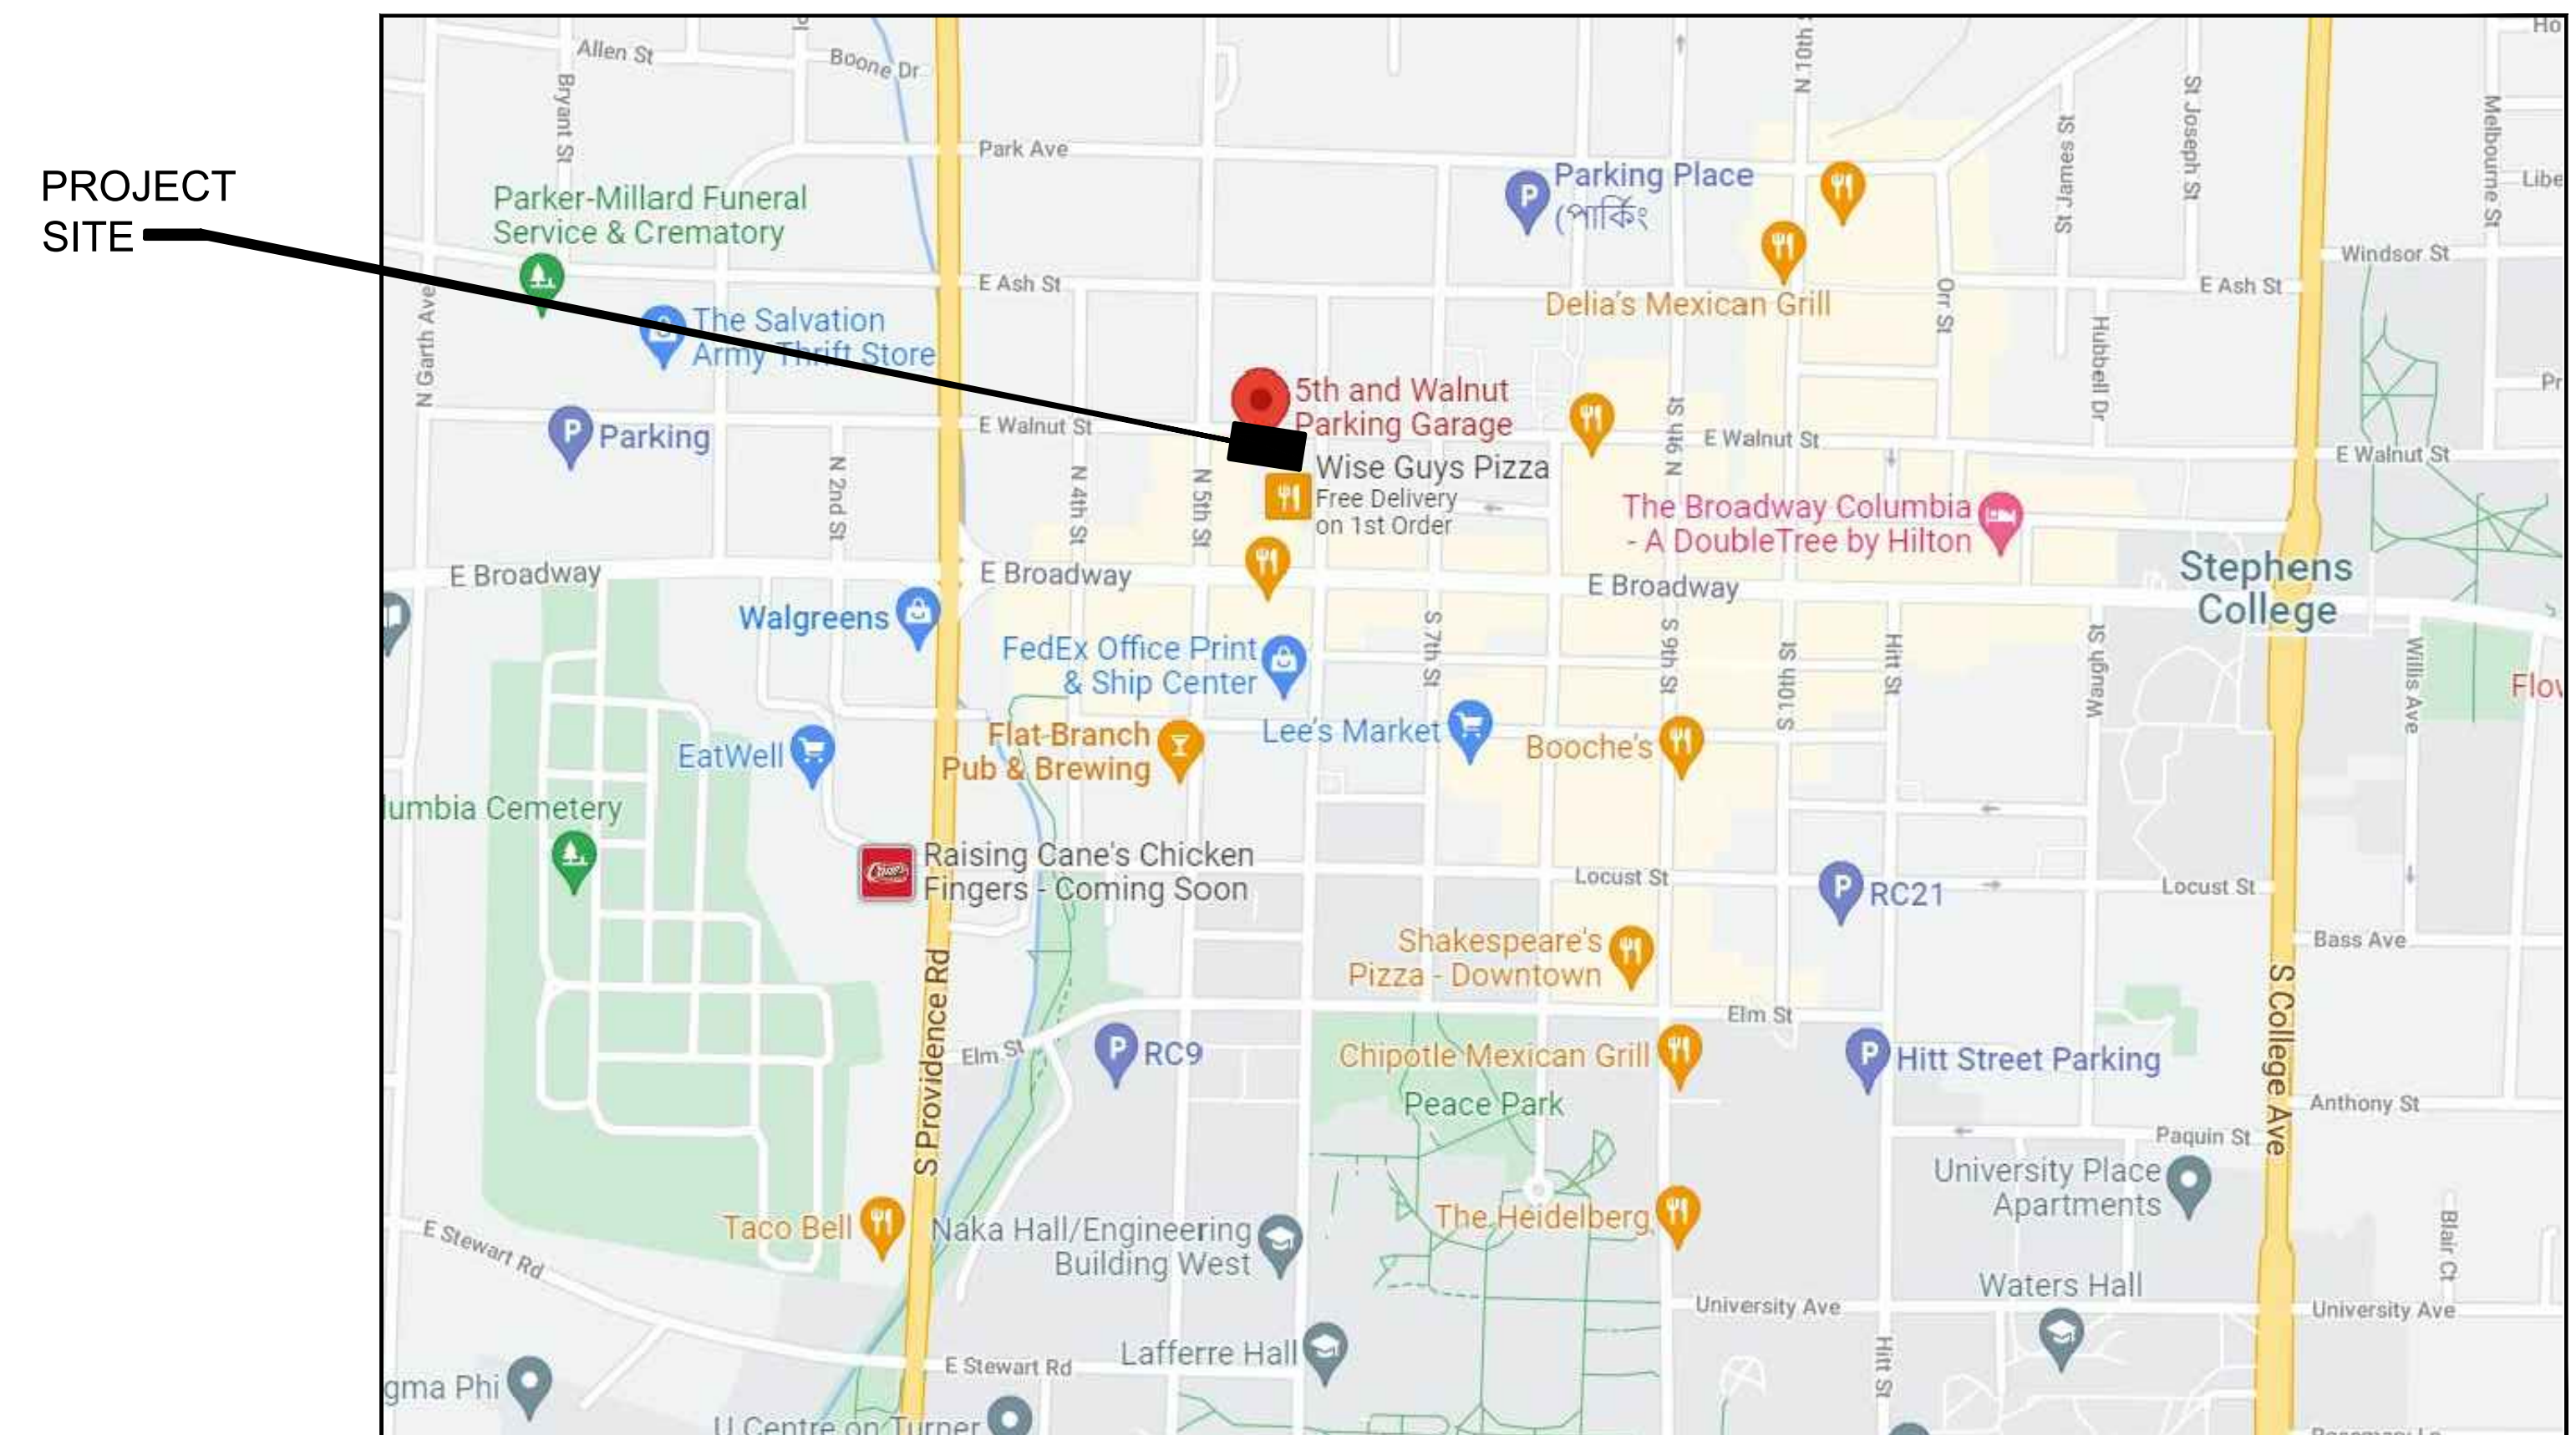 PROJECT
SITE
Allen St
Boone Dr
Bryant St
N 10th
St James St
St Joseph St
Melbourne St
Park Ave
Parking Place
(পার্কিং
Parker-Millard Funeral
Service & Crematory
Libe
Windsor St
E Ash St
E Ash St
Delia's Mexican Grill
Orr St
N Garth Ave
The Salvation
Army Thrift Store
Hubbell Dr
5th and Walnut
Parking Garage
Pr
Parking
E Walnut St
N 9th St
E Walnut St
E Walnut St
N 2nd St
N 4th St
N 5th St
Wise Guys Pizza
Free Delivery
on 1st Order
The Broadway Columbia
- A DoubleTree by Hilton
E Broadway
E Broadway
E Broadway
Stephens
College
Walgreens
FedEx Office Print
& Ship Center
S 7th St
S 9th St
S 10th St
Hitt St
Waugh St
Willis Ave
Flov
EatWell
Flat-Branch
Pub & Brewing
Lee's Market
Booche's
lumbia Cemetery
Raising Cane's Chicken
Fingers - Coming Soon
Cane's
Locust St
RC21
Locust St
Shakespeare's
Pizza - Downtown
Bass Ave
S Providence Rd
S College Ave
Elm St
Elm St
RC9
Chipotle Mexican Grill
Hitt Street Parking
Peace Park
Anthony St
Paquin St
University Place
Apartments
Taco Bell
Naka Hall/Engineering
Building West
The Heidelberg
E Stewart Rd
Blair Ct
Waters Hall
University Ave
University Ave
Lafferre Hall
E Stewart Rd
Hitt St
gma Phi
U Centre on Turner